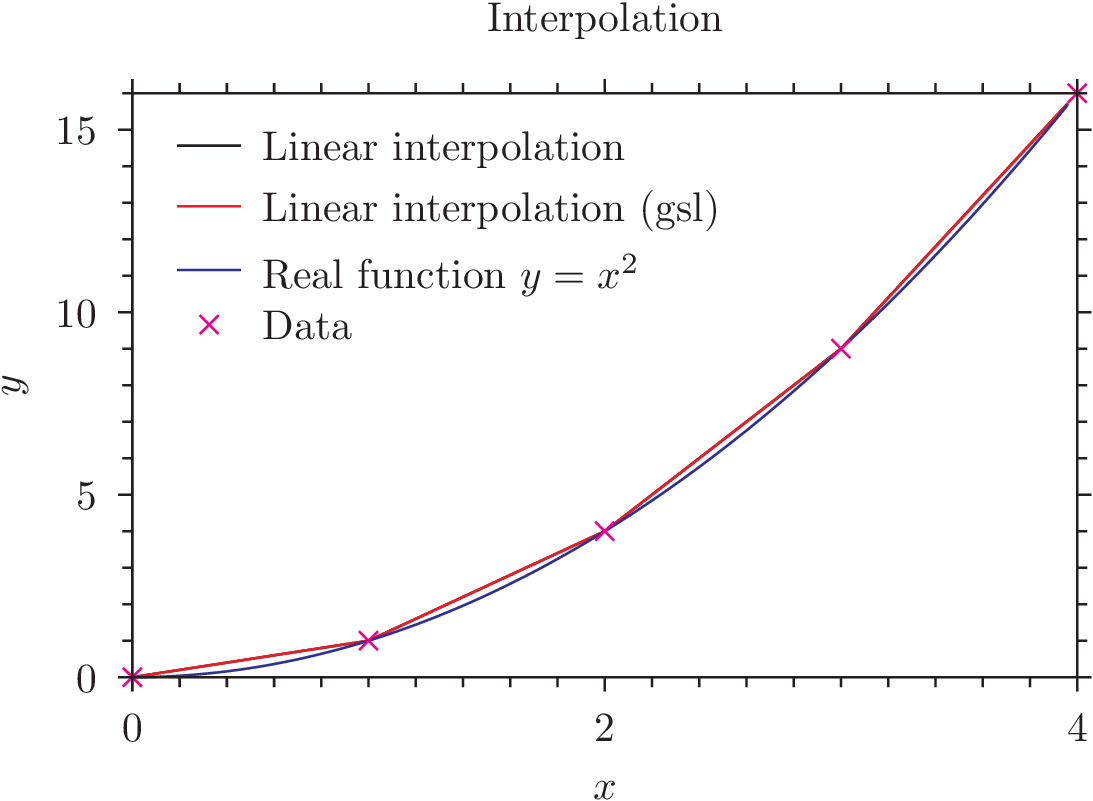 Interpolation
15
Linear interpolation
Linear interpolation (gsl)
Real function y = x²
10
Data
y
5
0
0 2 4
x